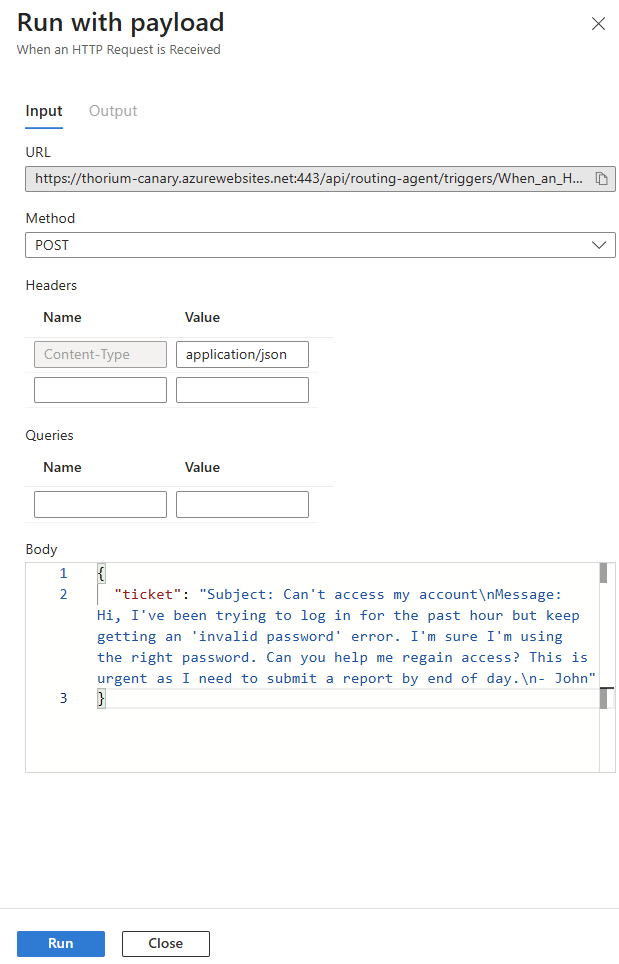 Run with payload
When an HTTP Request is Received
Input Output
URL
https://thorium-canary.azurewebsites.net:443/api/routing-agent/triggers/When_an_H...
Method
POST
Headers
Name Value
Content-Type application/json
Queries
Name Value
Body
1 {
2 "ticket": "Subject: Can't access my account\nMessage:
Hi, I've been trying to log in for the past hour but keep
getting an 'invalid password' error. I'm sure I'm using
the right password. Can you help me regain access? This is
urgent as I need to submit a report by end of day.\n- John"
3 }
Run Close